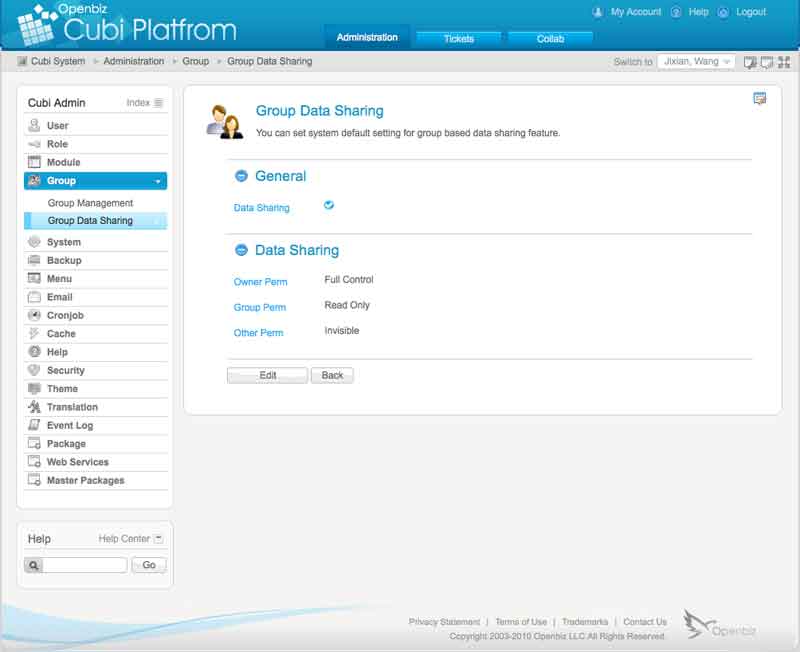 Openbiz
Cubi Platfrom
My Account Help Logout
Administration Tickets Collab
Cubi System Administration Group Group Data Sharing
Switch to Jixian, Wang
Cubi Admin Index
User
Role
Module
Group
Group Management
Group Data Sharing
System
Backup
Menu
Email
Cronjob
Cache
Help
Security
Theme
Translation
Event Log
Package
Web Services
Master Packages
Help Help Center
Go
Group Data Sharing
You can set system default setting for group based data sharing feature.
General
Data Sharing
Data Sharing
Owner Perm Full Control
Group Perm Read Only
Other Perm Invisible
Edit Back
Privacy Statement | Terms of Use | Trademarks | Contact Us
Copyright 2003-2010 Openbiz LLC All Rights Reserved.
Openbiz